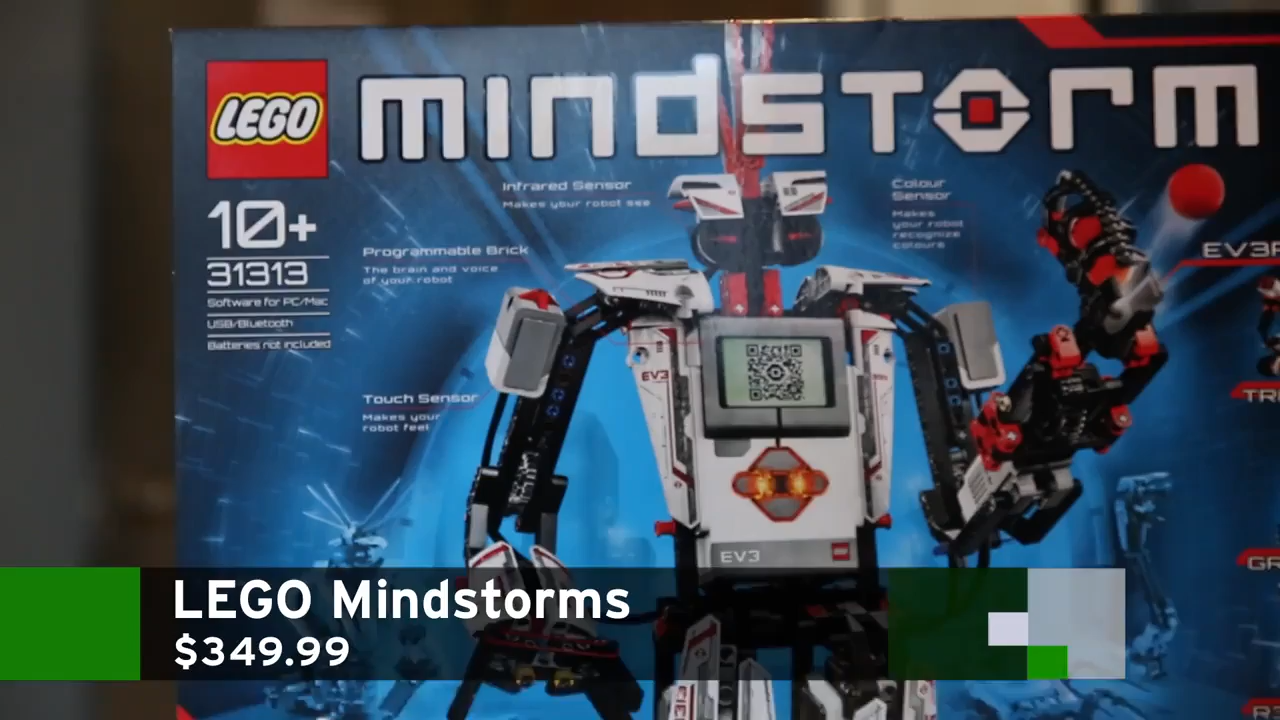 LEGO
mindstorm
10+
31313
Software for PC/Mac
USB/Bluetooth
Batteries not included
Infrared Sensor
Makes your robot see
Colour
Sensor
Makes
your robot
recognize
colours
Programmable Brick
The brain and voice
of your robot
Touch Sensor
Makes your
robot feel
EV3
EV3
LEGO Mindstorms
$349.99